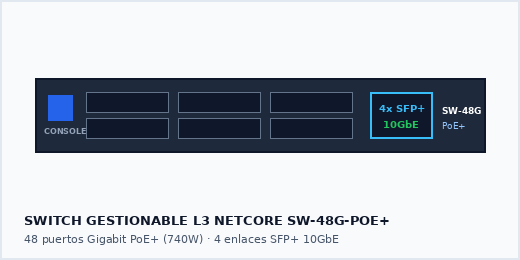 CONSOLE
4x SFP+
10GbE
SW-48G
PoE+
SWITCH GESTIONABLE L3 NETCORE SW-48G-POE+
48 puertos Gigabit PoE+ (740W) · 4 enlaces SFP+ 10GbE